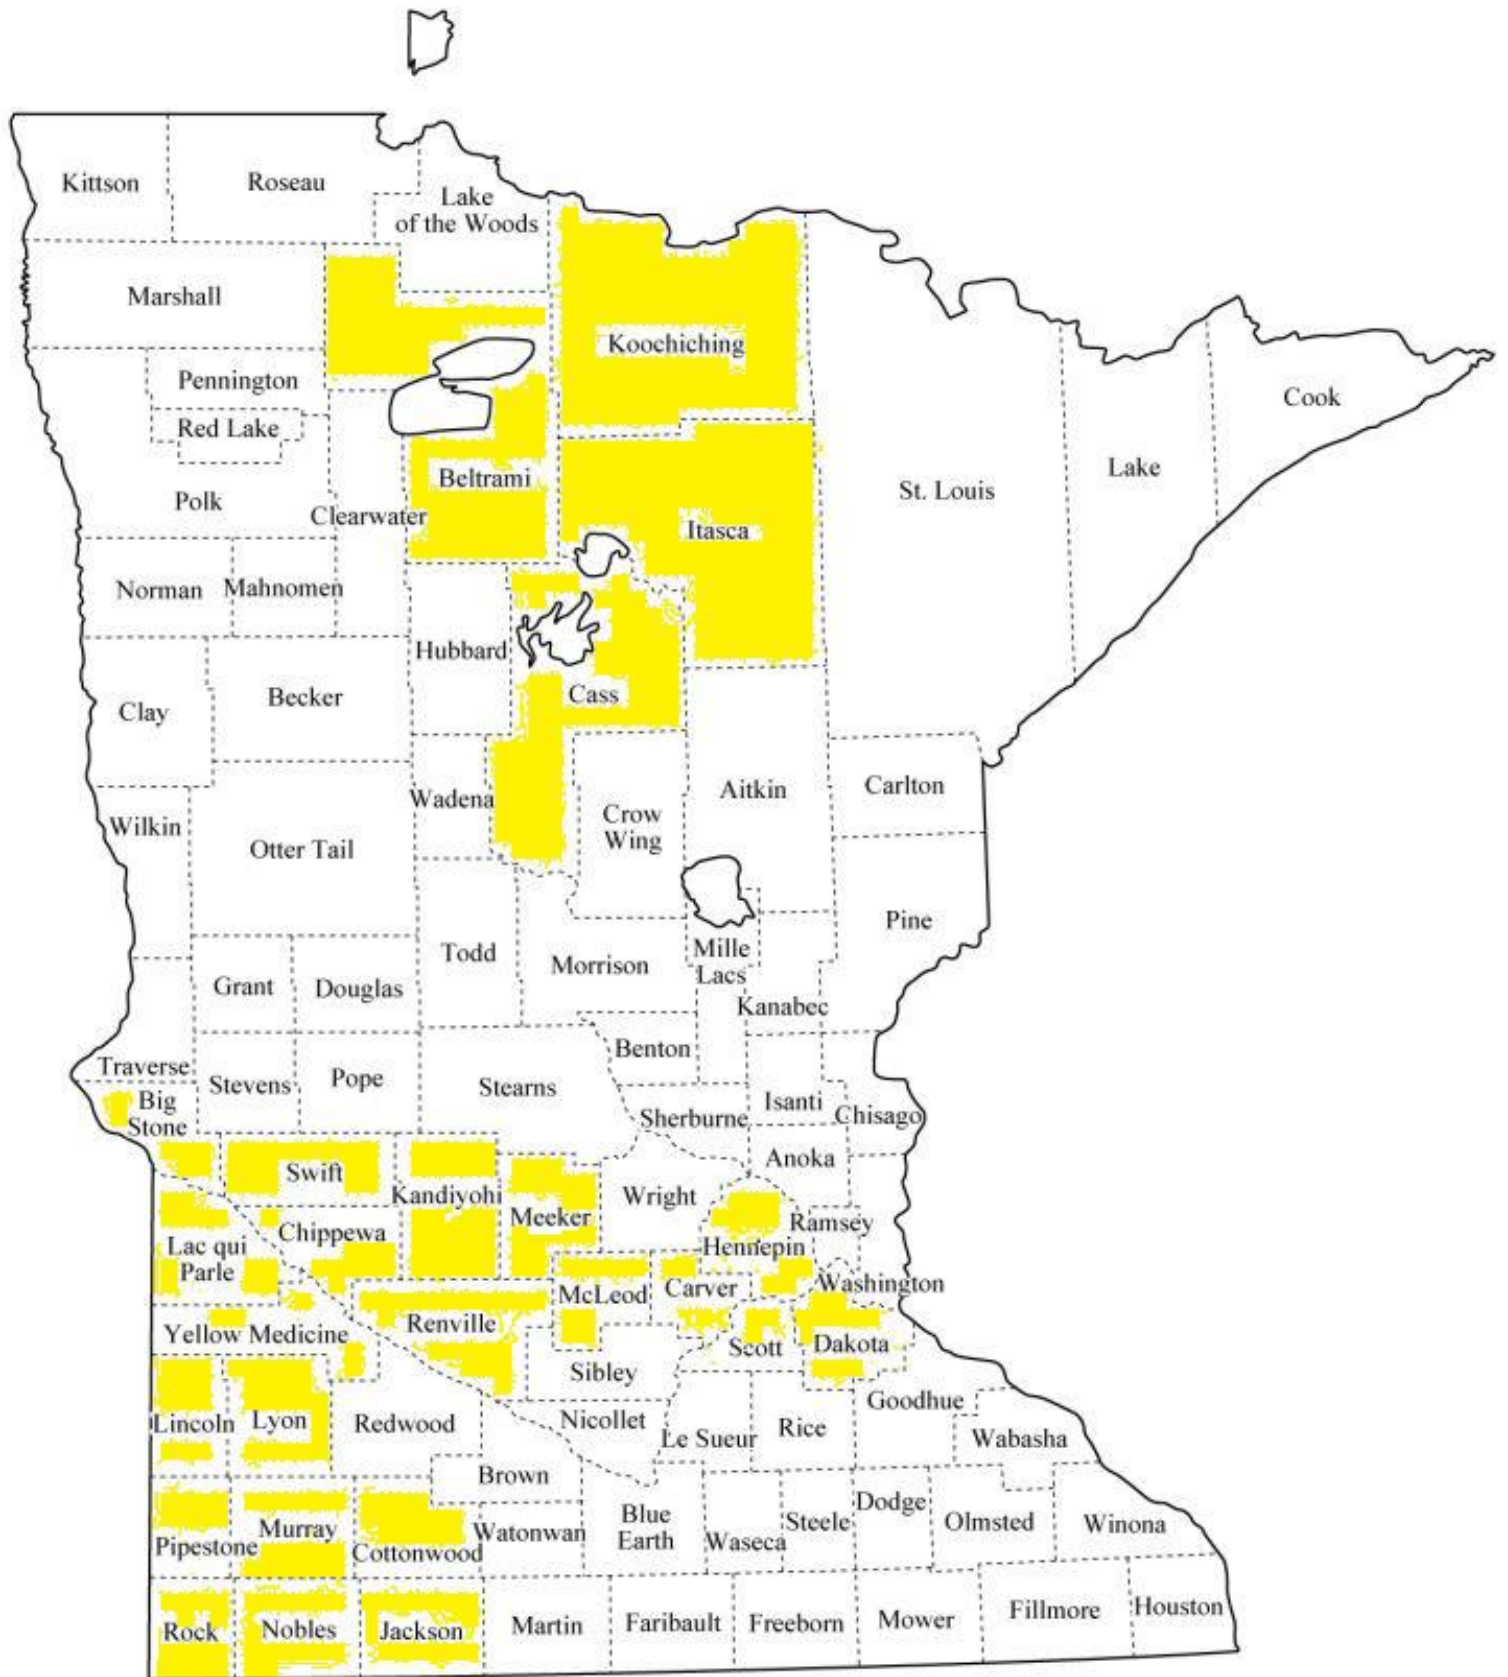 Kittson
Roseau
Lake
of the Woods
Marshall
Koochiching
Pennington
Red Lake
Cook
Lake
Beltrami
St. Louis
Polk
Clearwater
Itasca
Norman
Mahnomen
Hubbard
Clay
Becker
Cass
Wadena
Aitkin
Carlton
Wilkin
Crow
Wing
Otter Tail
Pine
Grant
Douglas
Todd
Morrison
Mille
Lacs
Kanabec
Traverse
Stevens
Pope
Stearns
Benton
Big
Stone
Sherburne
Isanti
Chisago
Anoka
Swift
Kandiyohi
Meeker
Wright
Hennepin
Ramsey
Chippewa
Lac qui
Parle
McLeod
Carver
Washington
Yellow Medicine
Renville
Scott
Dakota
Sibley
Goodhue
Lincoln
Lyon
Redwood
Nicollet
Le Sueur
Rice
Wabasha
Brown
Pipestone
Murray
Cottonwood
Watonwan
Blue
Earth
Waseca
Steele
Dodge
Olmsted
Winona
Rock
Nobles
Jackson
Martin
Faribault
Freeborn
Mower
Fillmore
Houston